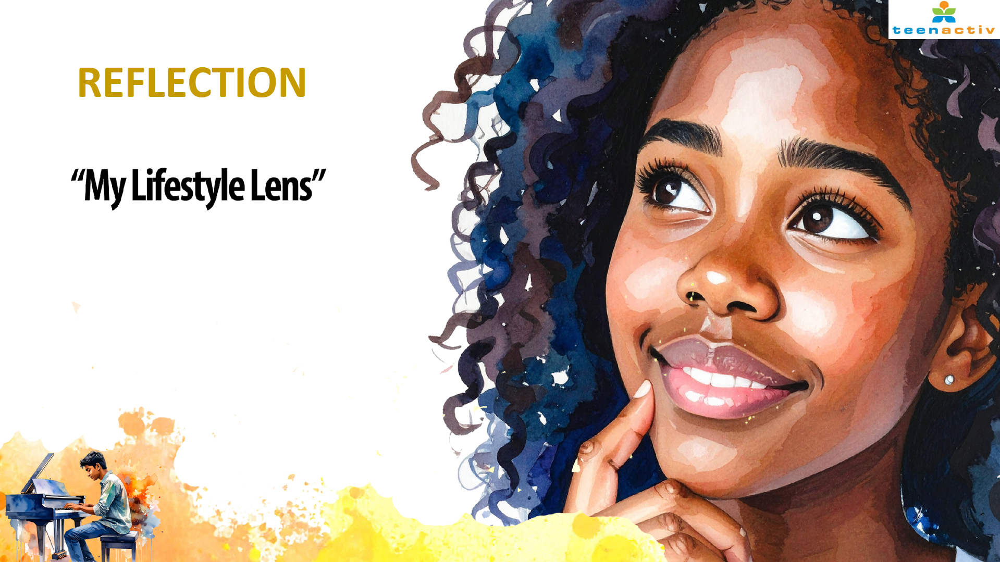 teenactiv
REFLECTION
“My Lifestyle Lens”